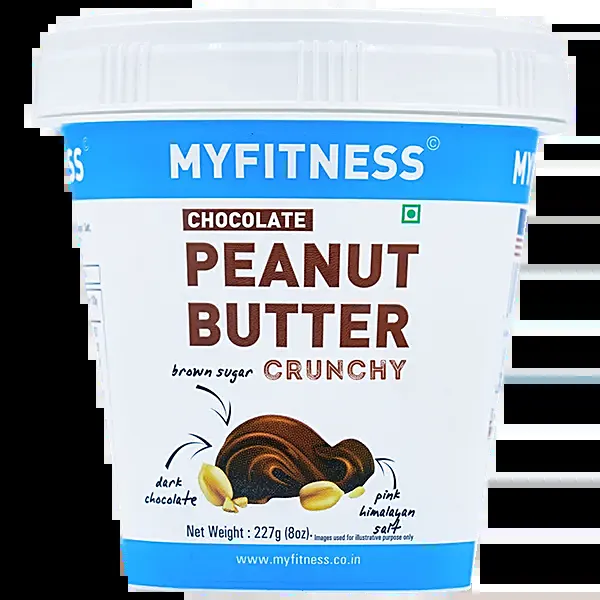 MYFITNESS©
CHOCOLATE
PEANUT
BUTTER
CRUNCHY
brown sugar
dark
chocolate
pink
himalayan
salt
Net Weight : 227g (8oz)• Images used for illustrative purpose only
www.myfitness.co.in